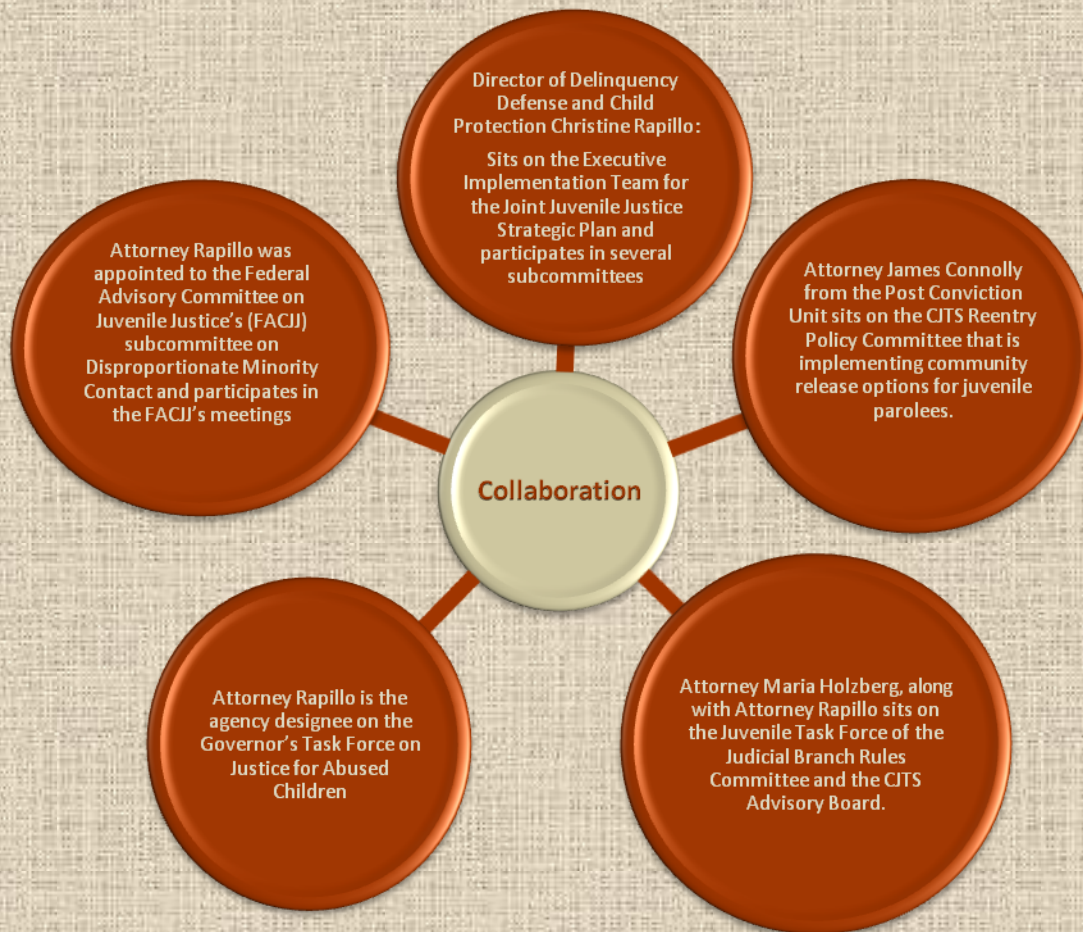 Director of Delinquency
Defense and Child
Protection Christine Rapillo:
Sits on the Executive
Implementation Team for
the Joint Juvenile Justice
Strategic Plan and
participates in several
subcommittees
Attorney James Connolly
from the Post Conviction
Unit sits on the CJTS Reentry
Policy Committee that is
implementing community
release options for juvenile
parolees.
Attorney Maria Holzberg, along
with Attorney Rapillo sits on
the Juvenile Task Force of the
Judicial Branch Rules
Committee and the CJTS
Advisory Board.
Attorney Rapillo is the
agency designee on the
Governor's Task Force on
Justice for Abused
Children
Attorney Rapillo was
appointed to the Federal
Advisory Committee on
Juvenile Justice's (FACJJ)
subcommittee on
Disproportionate Minority
Contact and participates in
the FACJJ's meetings
Collaboration